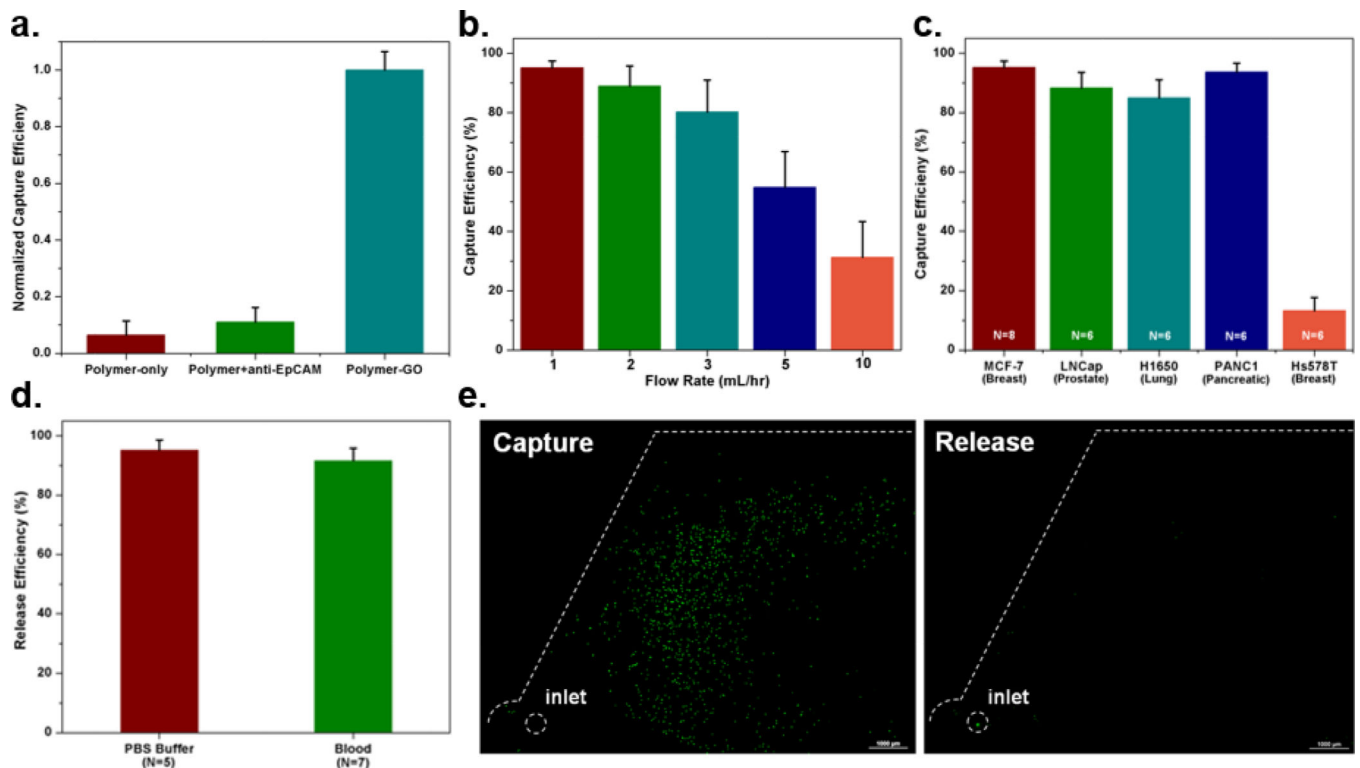 a.
Normalized Capture Efficieny
1.0
0.8
0.6
0.4
0.2
0.0
Polymer-only
Polymer+anti-EpCAM
Polymer-GO
b.
Capture Efficiency (%)
100
80
60
40
20
0
1
2
3
5
10
Flow Rate (mL/hr)
c.
Capture Efficieny (%)
100
80
60
40
20
0
N=8
N=6
N=6
N=6
N=6
MCF-7
(Breast)
LNCap
(Prostate)
H1650
(Lung)
PANC1
(Pancreatic)
Hs578T
(Breast)
d.
Release Efficiency (%)
100
80
60
40
20
0
PBS Buffer
(N=5)
Blood
(N=7)
e.
Capture
inlet
1000 µm
Release
inlet
1000 µm